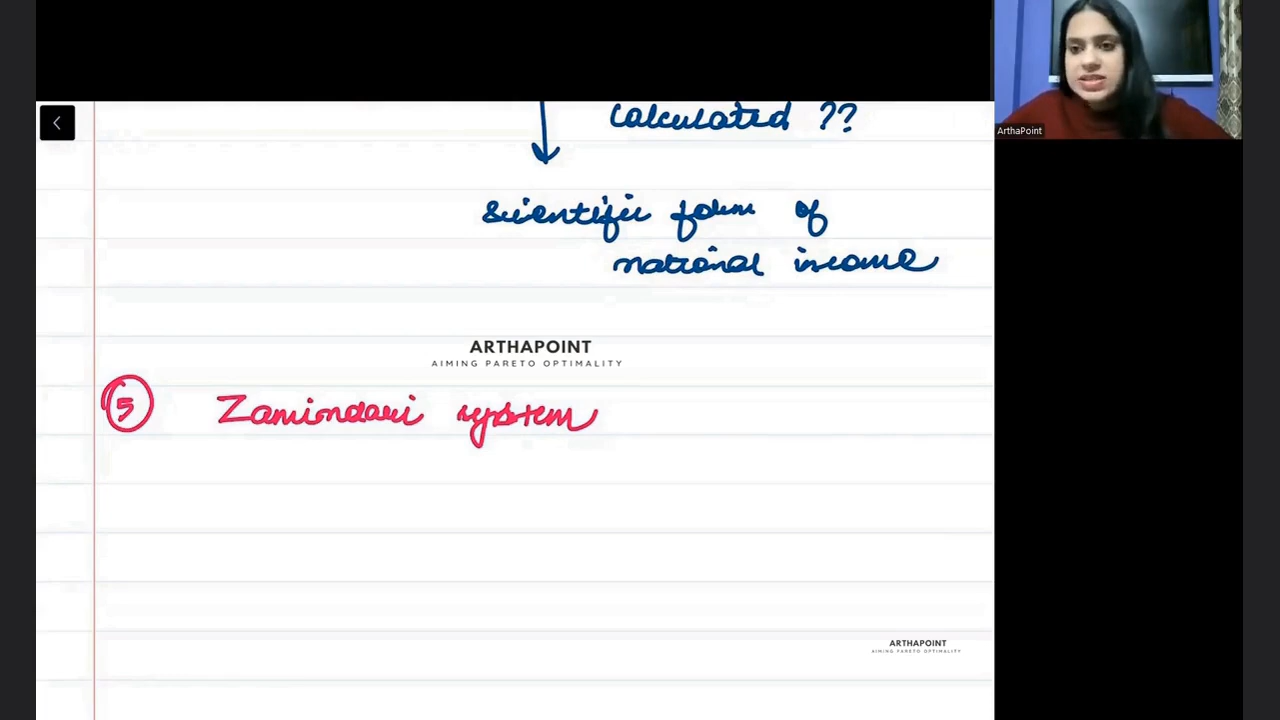 calculated ??
Scientific form of
national income
ARTHAPOINT
AIMING PARETO OPTIMALITY
5 Zamindari system
ARTHAPOINT
AIMING PARETO OPTIMALITY
ArthaPoint